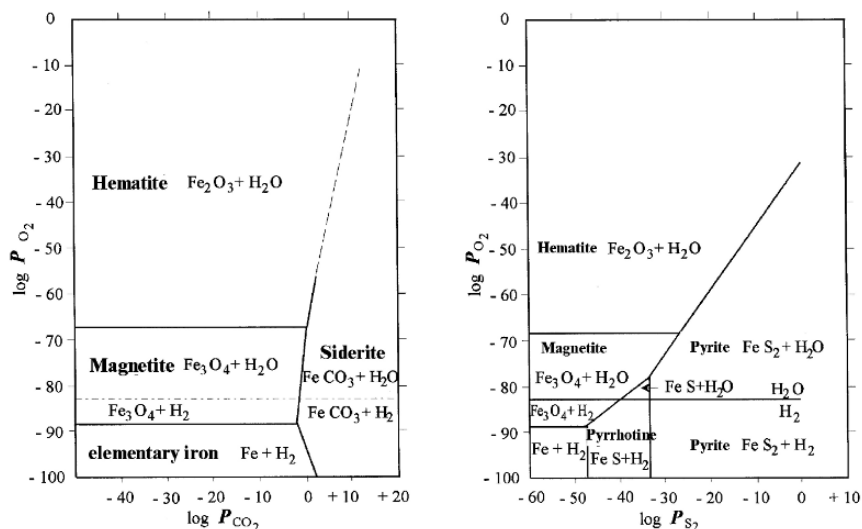 0
- 10
- 20
- 30
- 40
- 50
- 60
- 70
- 80
- 90
- 100
log P O2
Hematite Fe2O3 + H2O
Magnetite Fe3O4 + H2O
Siderite
Fe CO3 + H2O
Fe3O4 + H2
Fe CO3 + H2
elementary iron Fe + H2
- 40 - 20 0 + 10 + 20
log PCO2
0
- 10
- 20
- 30
- 40
- 50
- 60
- 70
- 80
- 90
- 100
log PO2
Hematite Fe2O3 + H2O
Magnetite
Pyrite Fe S2 + H2O
Fe3O4 + H2O
Fe S+H2O
H2O
Fe3O4 + H2
H2
Pyrrhotine
Fe + H2
Fe S+H2
Pyrite Fe S2 + H2
- 60 - 50 - 40 - 30 - 20 0 + 10
log PS2